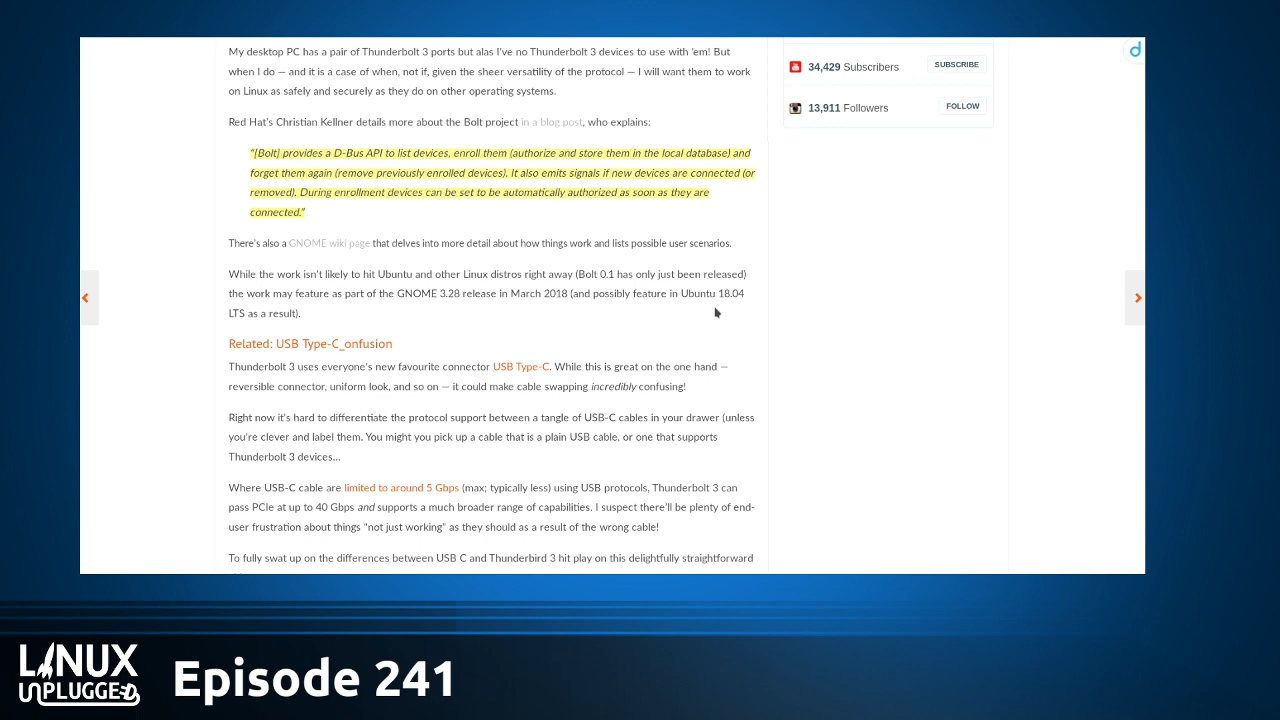 My desktop PC has a pair of Thunderbolt 3 ports but alas I've no Thunderbolt 3 devices to use with 'em! But
when I do — and it is a case of when, not if, given the sheer versatility of the protocol — I will want them to work
on Linux as safely and securely as they do on other operating systems.
Red Hat's Christian Kellner details more about the Bolt project in a blog post, who explains:
“[Bolt] provides a D-Bus API to list devices, enroll them (authorize and store them in the local database) and
forget them again (remove previously enrolled devices). It also emits signals if new devices are connected (or
removed). During enrollment devices can be set to be automatically authorized as soon as they are
connected.”
There's also a GNOME wiki page that delves into more detail about how things work and lists possible user scenarios.
While the work isn't likely to hit Ubuntu and other Linux distros right away (Bolt 0.1 has only just been released)
the work may feature as part of the GNOME 3.28 release in March 2018 (and possibly feature in Ubuntu 18.04
LTS as a result).
Related: USB Type-C_onfusion
Thunderbolt 3 uses everyone's new favourite connector USB Type-C. While this is great on the one hand —
reversible connector, uniform look, and so on — it could make cable swapping incredibly confusing!
Right now it's hard to differentiate the protocol support between a tangle of USB-C cables in your drawer (unless
you're clever and label them. You might you pick up a cable that is a plain USB cable, or one that supports
Thunderbolt 3 devices…
Where USB-C cable are limited to around 5 Gbps (max; typically less) using USB protocols, Thunderbolt 3 can
pass PCIe at up to 40 Gbps and supports a much broader range of capabilities. I suspect there'll be plenty of end-
user frustration about things “not just working” as they should as a result of the wrong cable!
To fully swat up on the differences between USB C and Thunderbird 3 hit play on this delightfully straightforward
34,429 Subscribers SUBSCRIBE
13,911 Followers FOLLOW
LINUX
UNPLUGGED
Episode 241